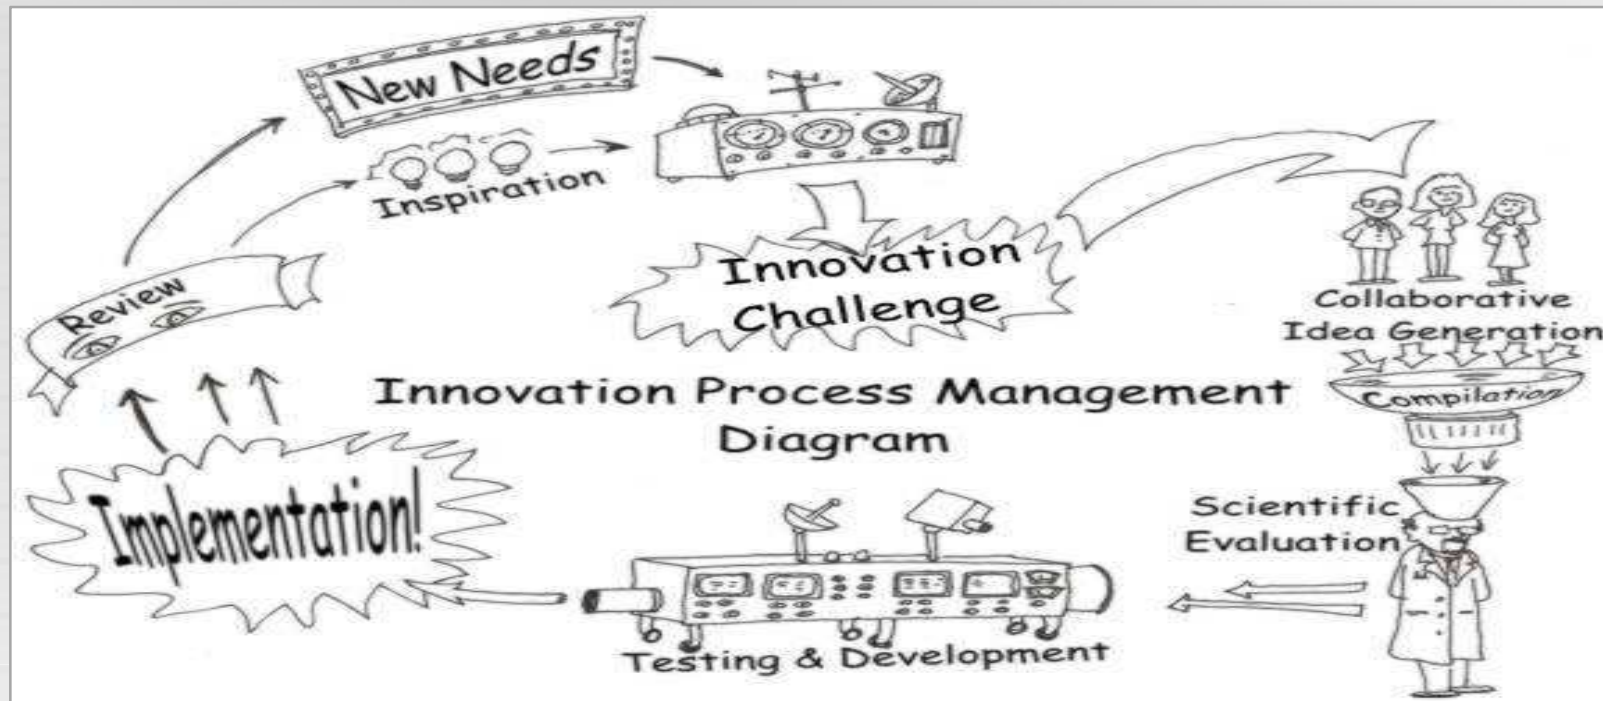 New Needs
Inspiration
Review
Innovation
Challenge
Collaborative
Idea Generation
Compilation
Innovation Process Management
Diagram
Scientific
Evaluation
Implementation!
Testing & Development